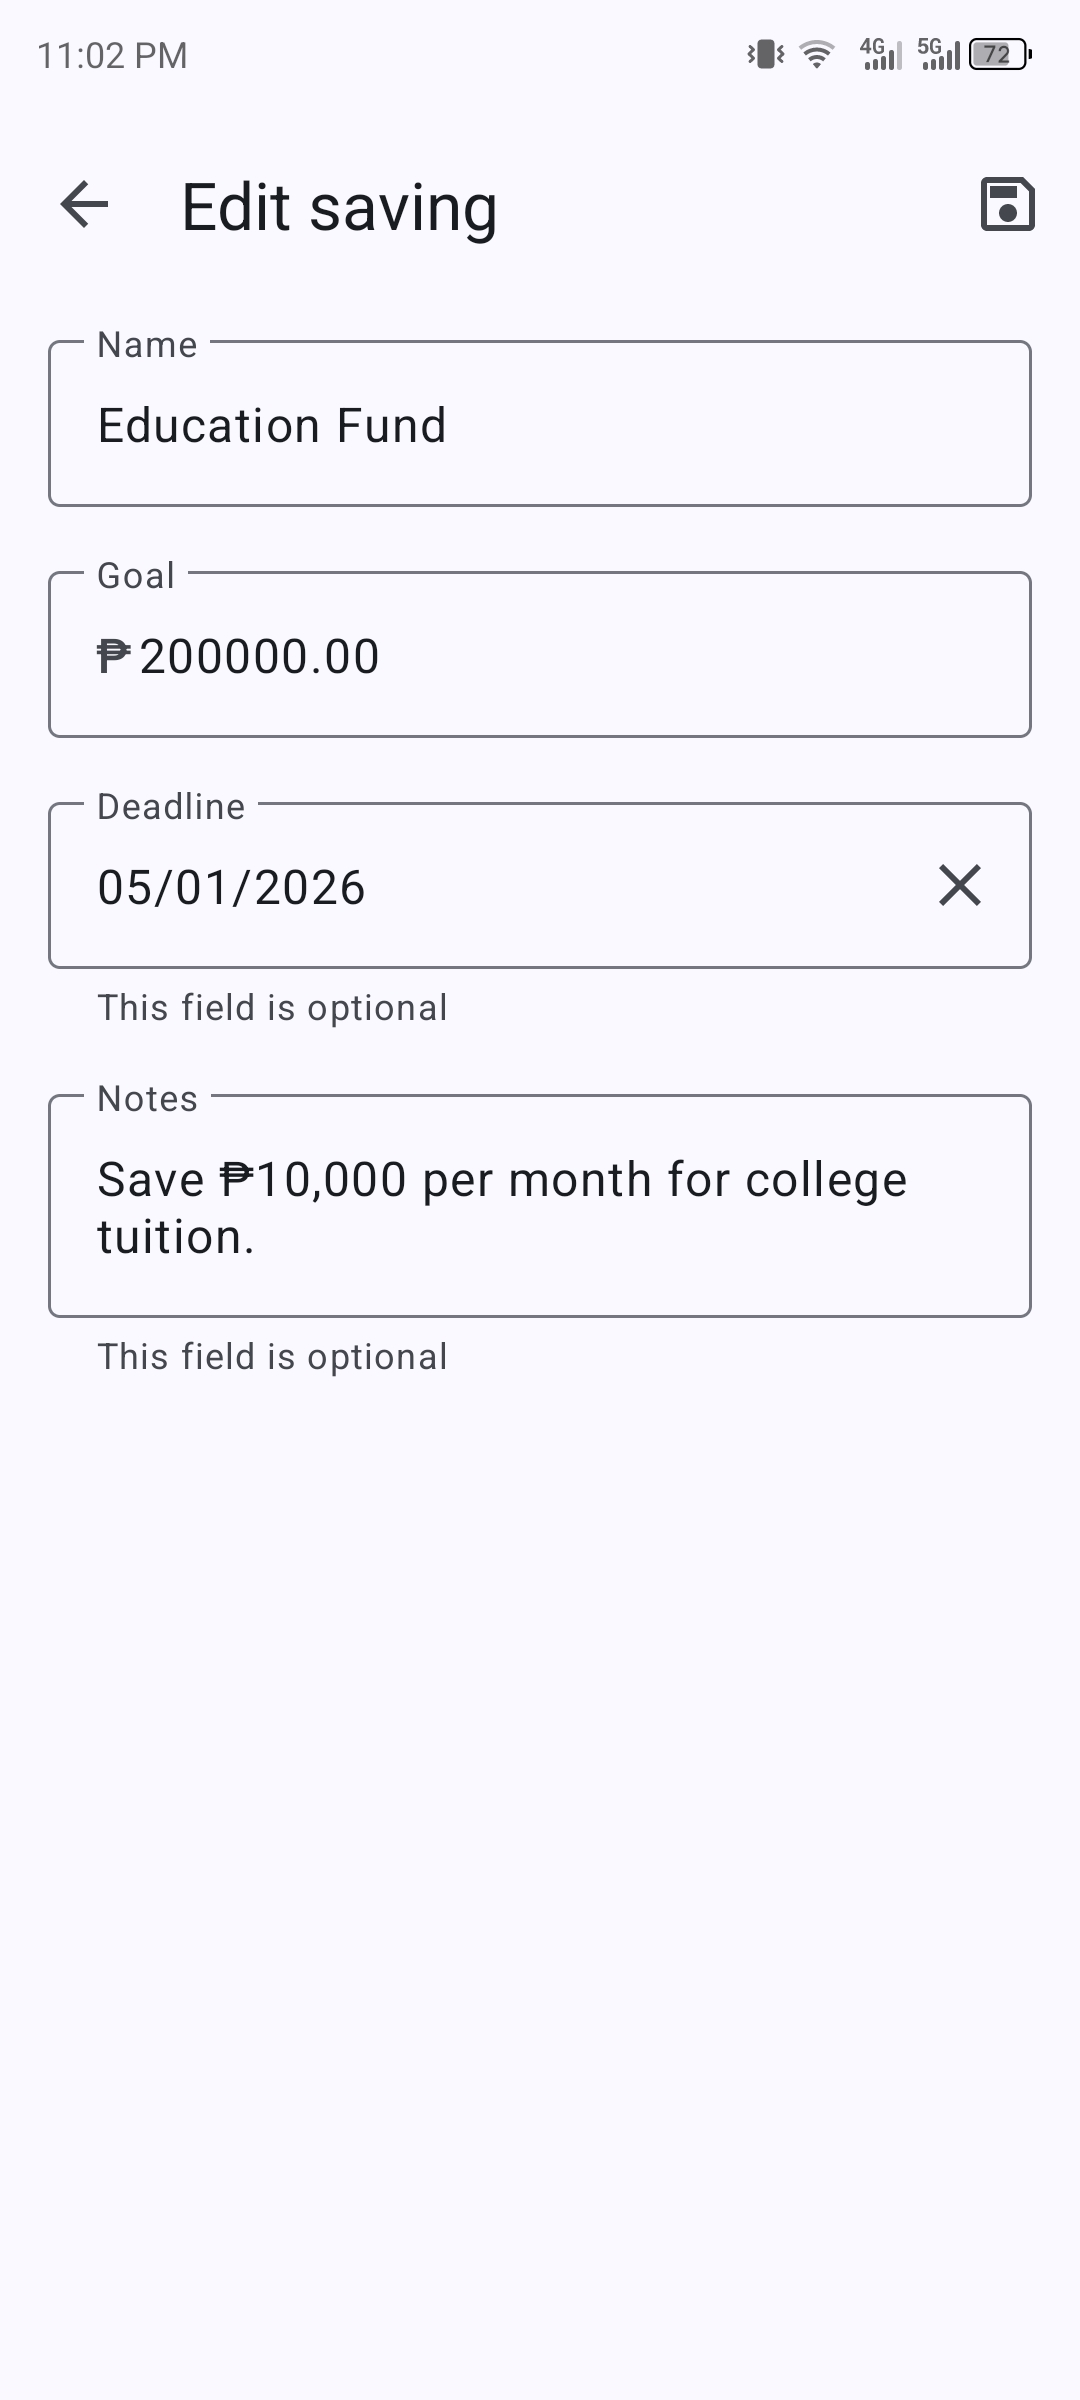 11:02 PM
4G 5G 72
Edit saving
Name
Education Fund
Goal
₱200000.00
Deadline
05/01/2026
This field is optional
Notes
Save ₱10,000 per month for college
tuition.
This field is optional